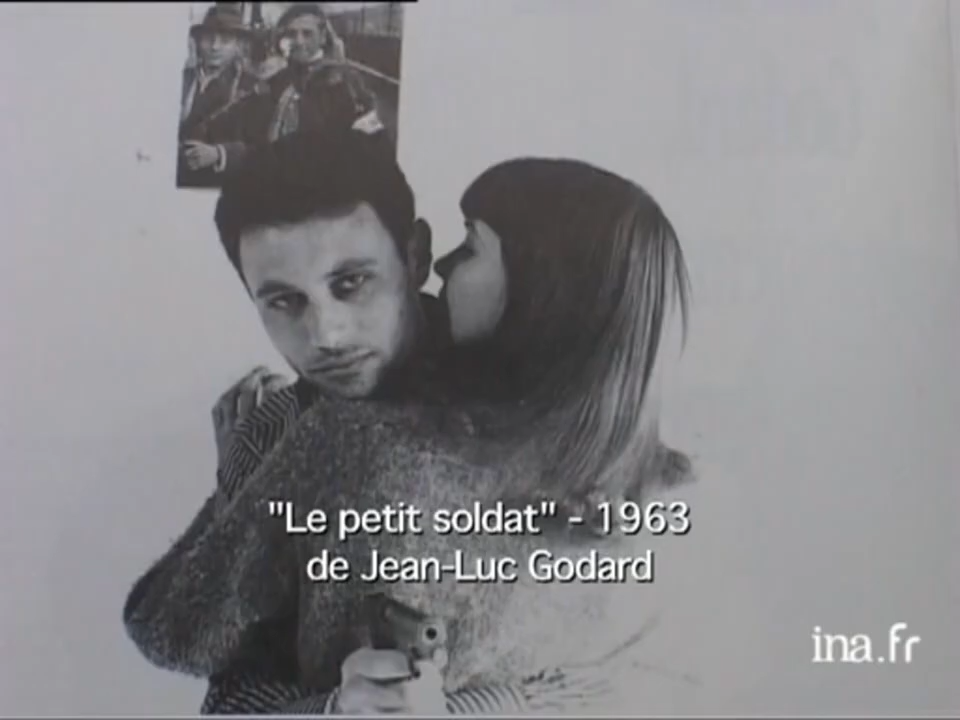 "Le petit soldat" - 1963
de Jean-Luc Godard
ina.fr